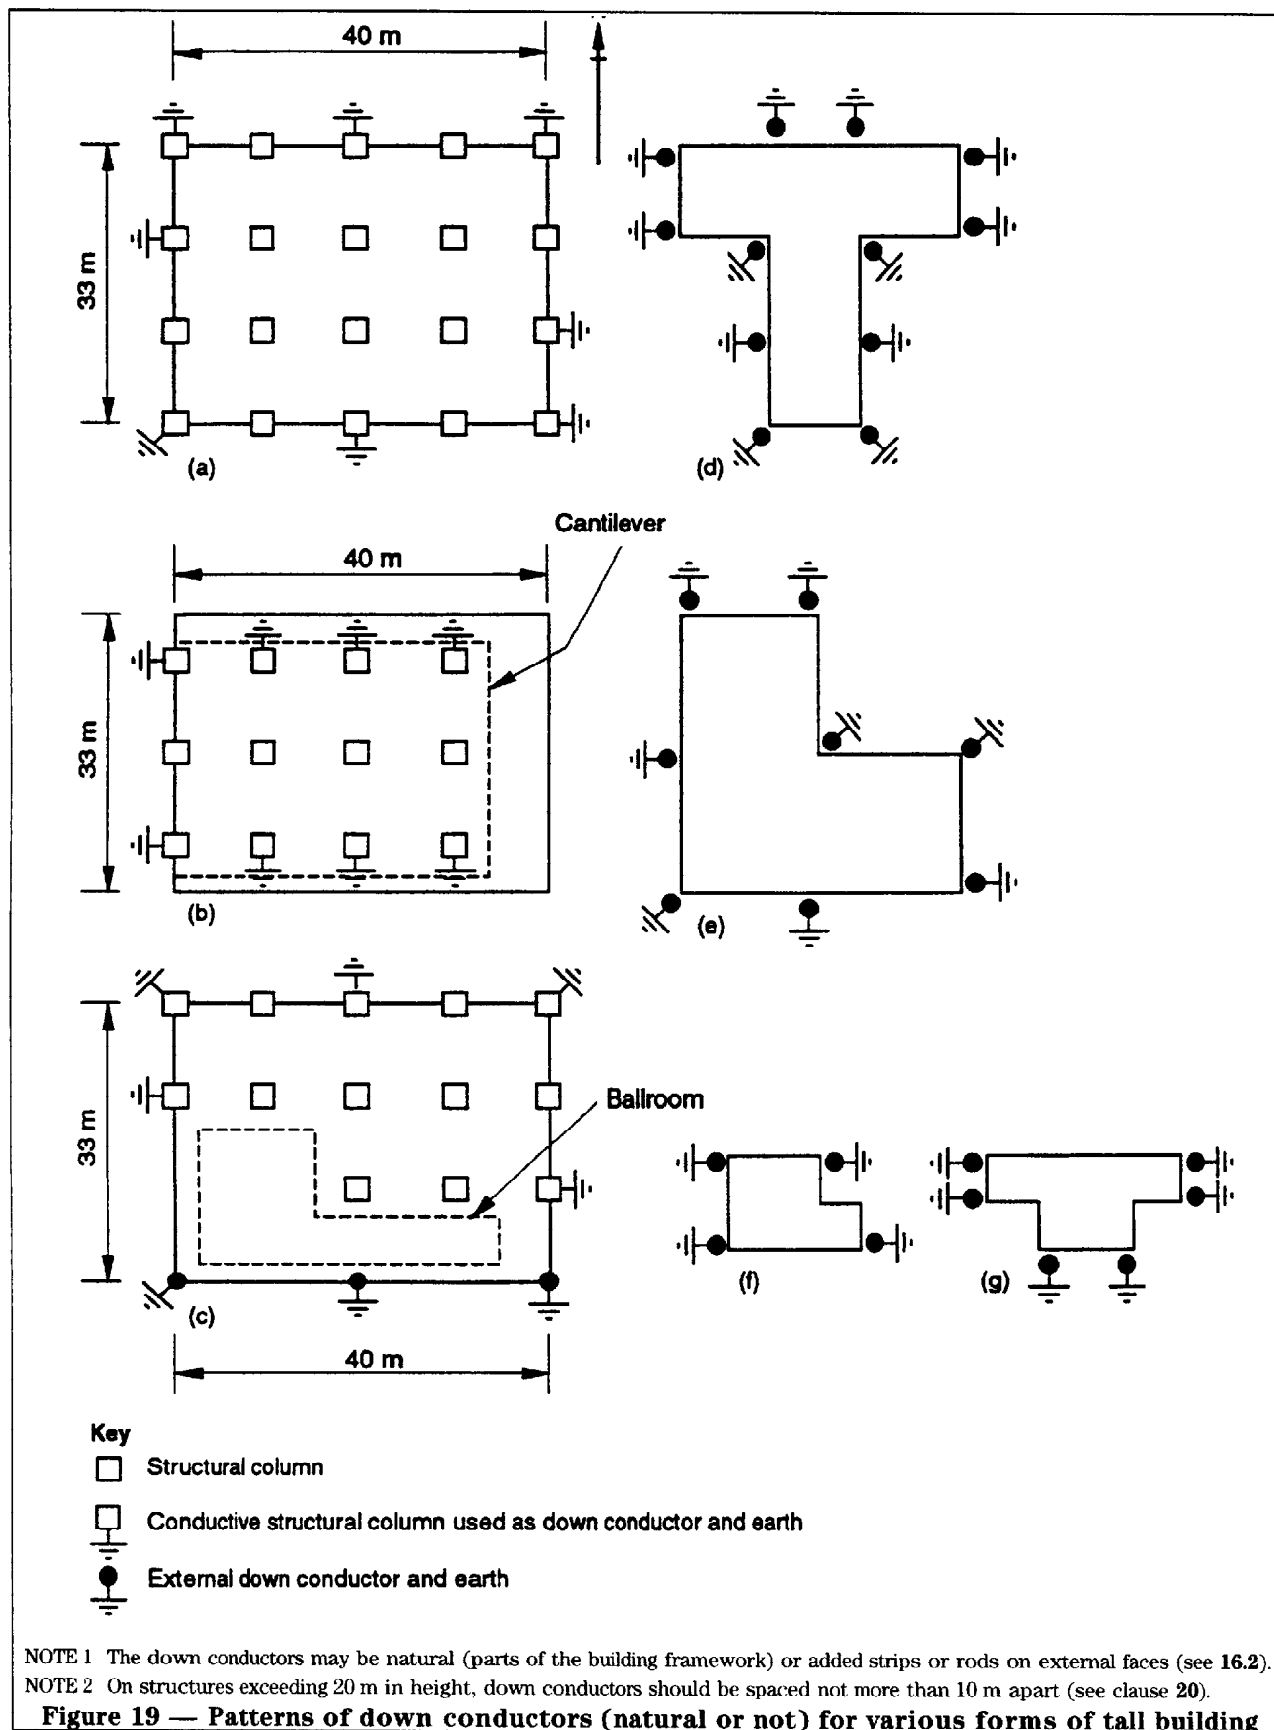 40 m
33 m
(a)
(d)
Cantilever
40 m
33 m
(b)
(e)
33 m
Ballroom
(c)
(f)
(g)
40 m
Key
Structural column
Conductive structural column used as down conductor and earth
External down conductor and earth
NOTE 1 The down conductors may be natural (parts of the building framework) or added strips or rods on external faces (see 16.2).
NOTE 2 On structures exceeding 20 m in height, down conductors should be spaced not more than 10 m apart (see clause 20).
Figure 19 — Patterns of down conductors (natural or not) for various forms of tall building